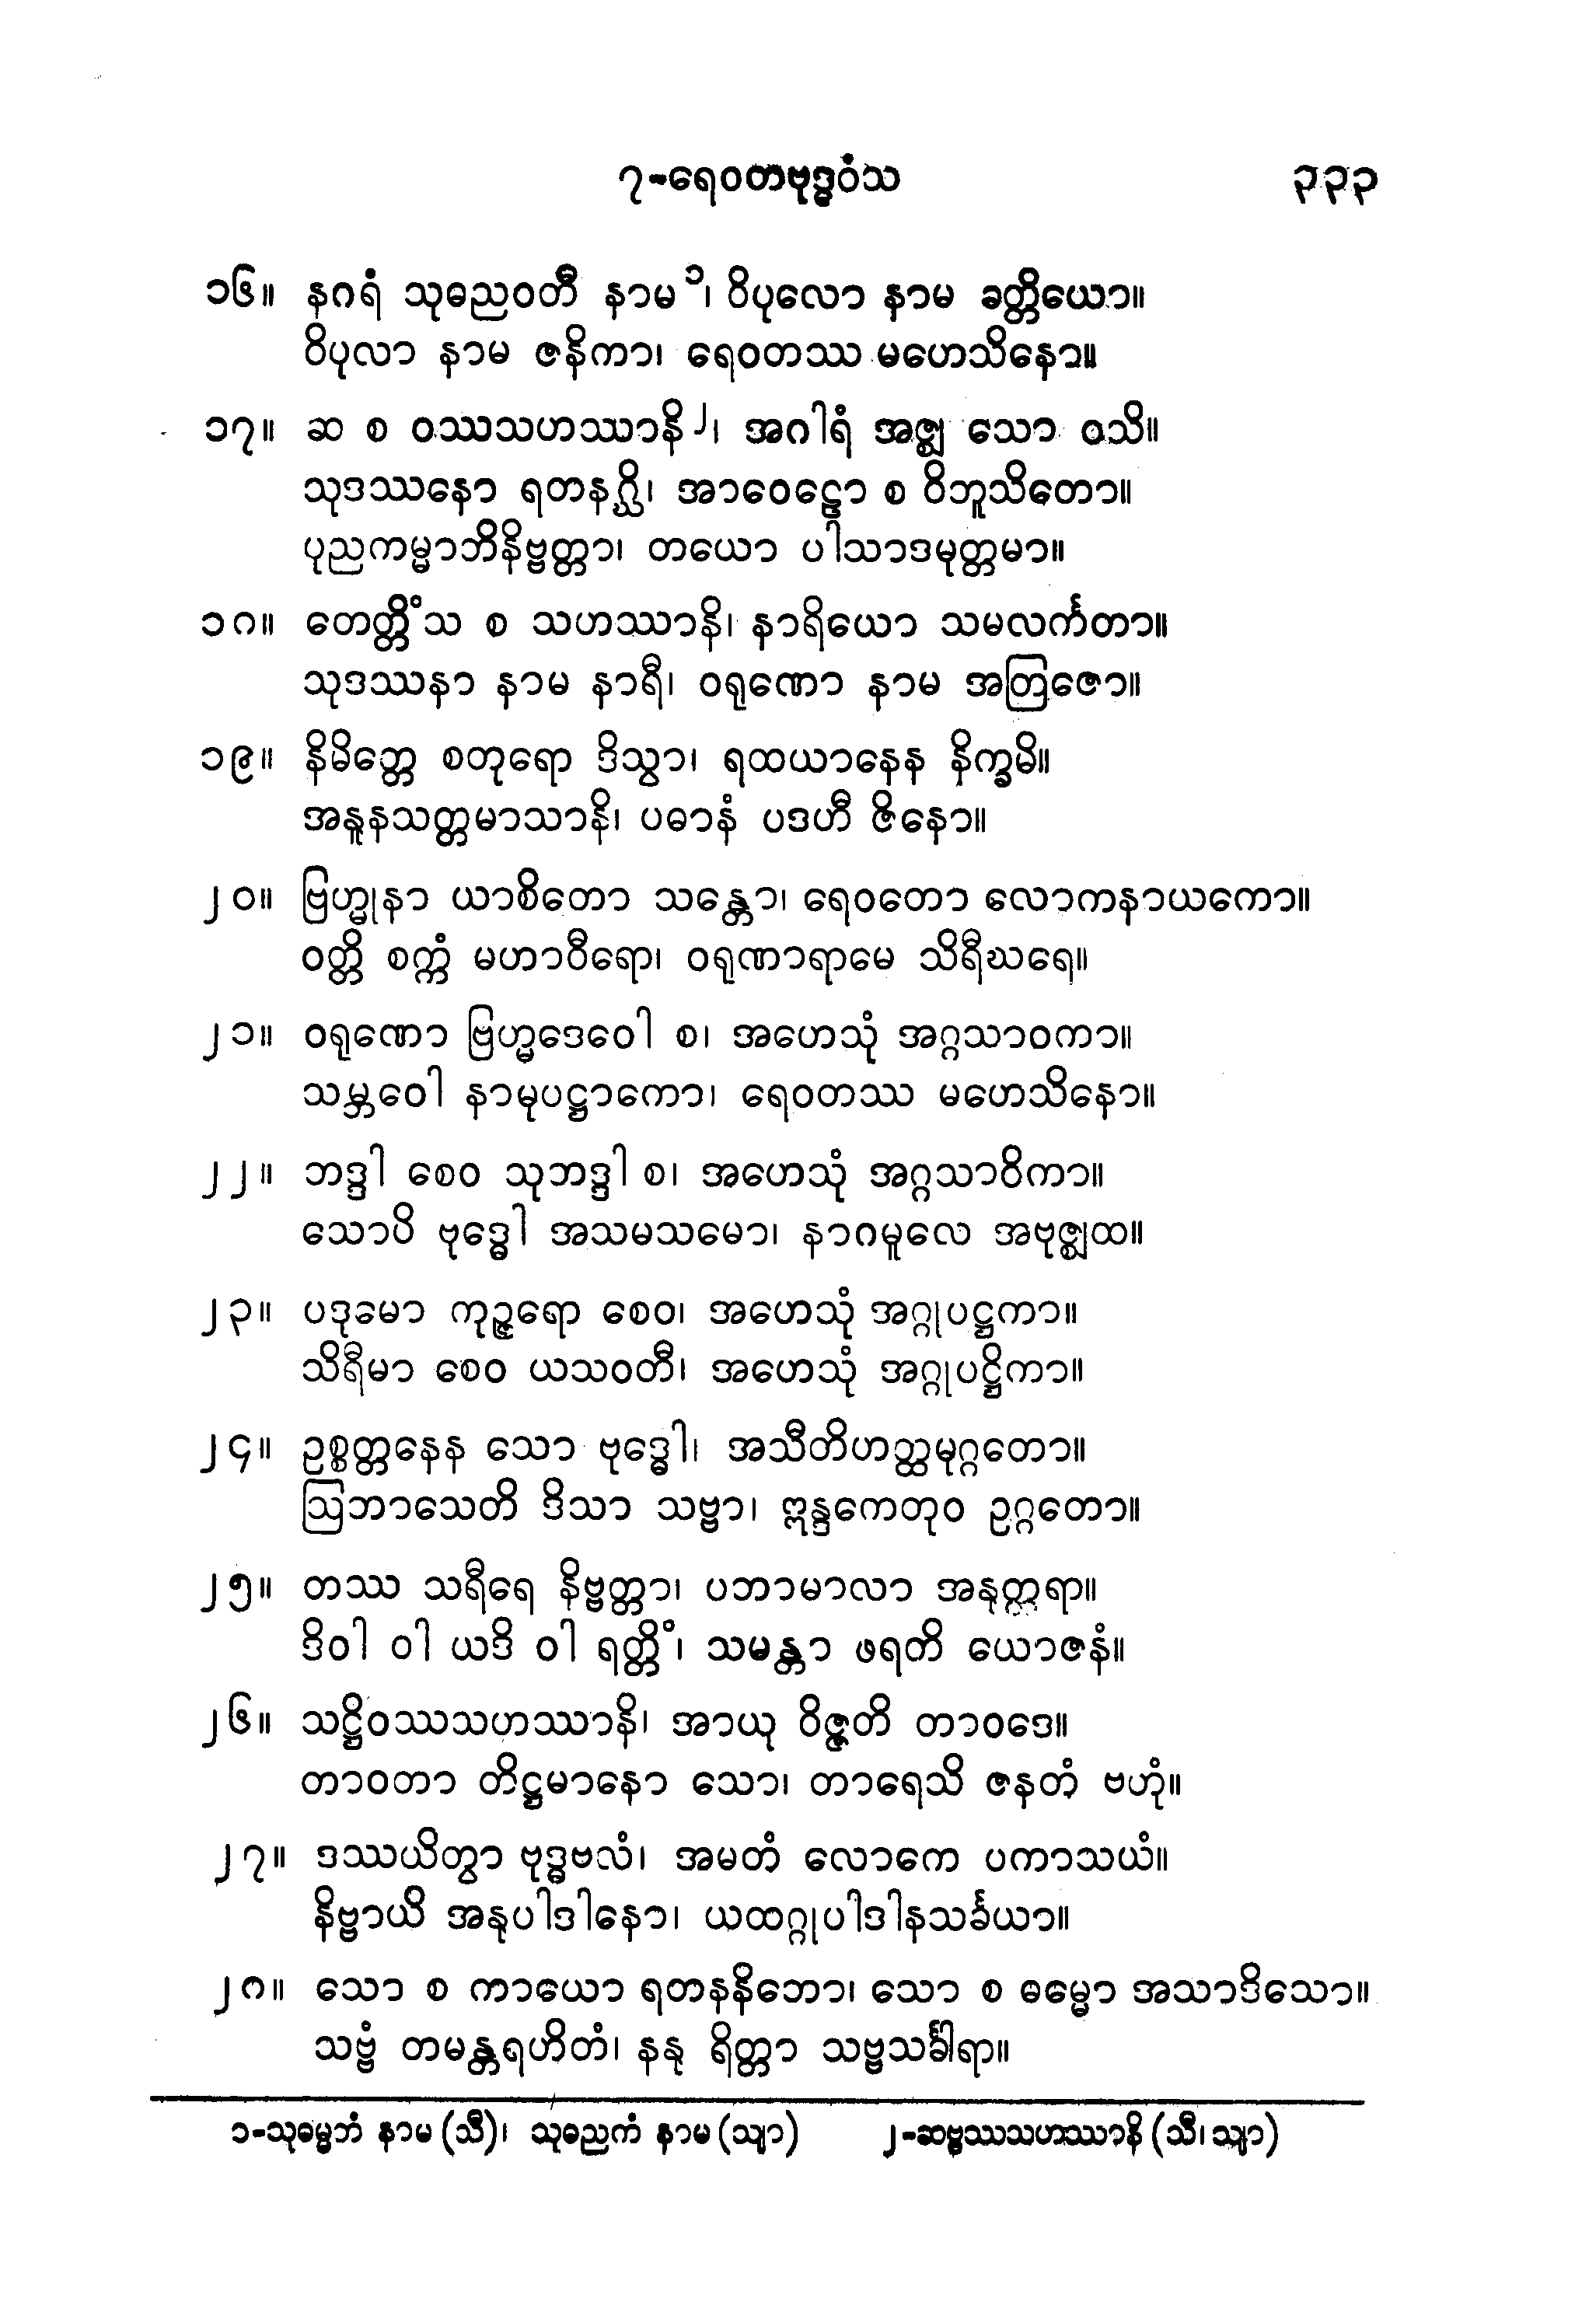 ၇-ရေဝတဗုဒ္ဓဝံသ ၃၃၃
၁၆။ နဂရံ သုဓညဝတီ နာမ ၁၊ ဝိပုလော နာမ ခတ္တိယော။
ဝိပုလာ နာမ ဇနိကာ၊ ရေဝတဿ မဟေသိနော။
၁၇။ ဆ စ ဝဿသဟဿာနိ ၂၊ အဂါရံ အဇ္ဈ သော ဝသိ။
သုဒဿနော ရတနဂ္ဃိ၊ အာဝေဠော စ ဝိဘူသိတော။
ပုညကမ္မာဘိနိဗ္ဗတ္တာ၊ တယော ပါသာဒမုတ္တမာ။
၁၈။ တေတ္တိံသ စ သဟဿာနိ၊ နာရိယော သမလင်္ကတာ။
သုဒဿနာ နာမ နာရီ၊ ဝရုဏော နာမ အတြဇော။
၁၉။ နိမိတ္တေ စတုရော ဒိသွာ၊ ရထယာနေန နိက္ခမိ။
အနူနသတ္တမာသာနိ၊ ပဓာနံ ပဒဟီ ဇိနော။
၂၀။ ဗြဟ္မုနာ ယာစိတော သန္တော၊ ရေဝတော လောကနာယကော။
ဝတ္တိ စက္ကံ မဟာဝီရော၊ ဝရုဏာရာမေ သိရီဃရေ။
၂၁။ ဝရုဏော ဗြဟ္မဒေဝေါ စ၊ အဟေသုံ အဂ္ဂသာဝကာ။
သမ္ဘဝေါ နာမုပဋ္ဌာကော၊ ရေဝတဿ မဟေသိနော။
၂၂။ ဘဒ္ဒါ စေဝ သုဘဒ္ဒါ စ၊ အဟေသုံ အဂ္ဂသာဝိကာ။
သောပိ ဗုဒ္ဓေါ အသမသမော၊ နာဂမူလေ အဗုဇ္ဈထ။
၂၃။ ပဒုမော ကုဉ္ဇရော စေဝ၊ အဟေသုံ အဂ္ဂုပဋ္ဌကာ။
သိရီမာ စေဝ ယသဝတီ၊ အဟေသုံ အဂ္ဂုပဋ္ဌိကာ။
၂၄။ ဥစ္စတ္တနေန သော ဗုဒ္ဓေါ၊ အသီတိဟတ္ထမုဂ္ဂတော။
ဩဘာသေတိ ဒိသာ သဗ္ဗာ၊ ဣန္ဒကေတုဝ ဥဂ္ဂတော။
၂၅။ တဿ သရီရေ နိဗ္ဗတ္တာ၊ ပဘာမာလာ အနုတ္တရာ။
ဒိဝါ ဝါ ယဒိ ဝါ ရတ္တိံ၊ သမန္တာ ဖရတိ ယောဇနံ။
၂၆။ သဋ္ဌိဝဿသဟဿာနိ၊ အာယု ဝိဇ္ဇတိ တာဝဒေ။
တာဝတာ တိဋ္ဌမာနော သော၊ တာရေသိ ဇနတံ ဗဟုံ။
၂၇။ ဒဿယိတွာ ဗုဒ္ဓဗလံ၊ အမတံ လောကေ ပကာသယံ။
နိဗ္ဗာယိ အနုပါဒါနော၊ ယထဂ္ဂုပါဒါနသင်္ခယာ။
၂၈။ သော စ ကာယော ရတနနိဘော၊ သော စ ဓမ္မော အသာဒိသော။
သဗ္ဗံ တမန္တရဟိတံ၊ နနု ရိတ္တာ သဗ္ဗသင်္ခါရာ။
၁-သုဓမ္မဘံ နာမ (သီ)၊ သုဓညကံ နာမ (သျာ) ၂-ဆဗ္ဗဿသဟဿာနိ (သီ၊ သျာ)